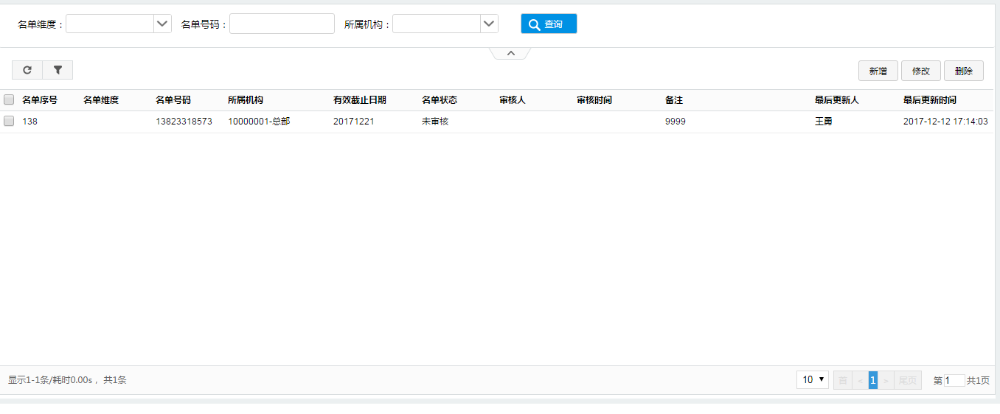 名单维度： 名单号码： 所属机构： 查询
新增 修改 删除
名单序号 名单维度 名单号码 所属机构 有效截止日期 名单状态 审核人 审核时间 备注 最后更新人 最后更新时间
138 13823318573 10000001-总部 20171221 未审核 9999 王勇 2017-12-12 17:14:03
显示1-1条/耗时0.00s， 共1条 10 首 < 1 > 尾页 第 1 共1页